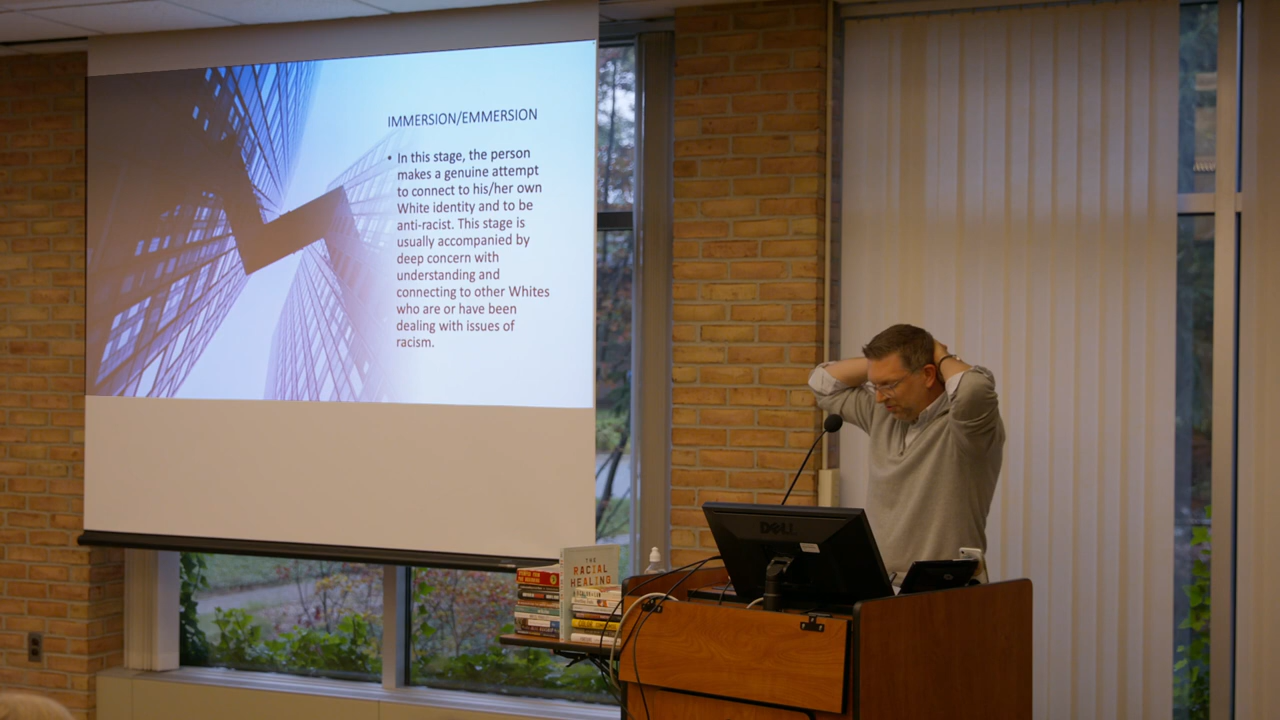 IMMERSION/EMMERSION
• In this stage, the person
makes a genuine attempt
to connect to his/her own
White identity and to be
anti-racist. This stage is
usually accompanied by
deep concern with
understanding and
connecting to other Whites
who are or have been
dealing with issues of
racism.
THE
RACIAL
HEALING
DELL